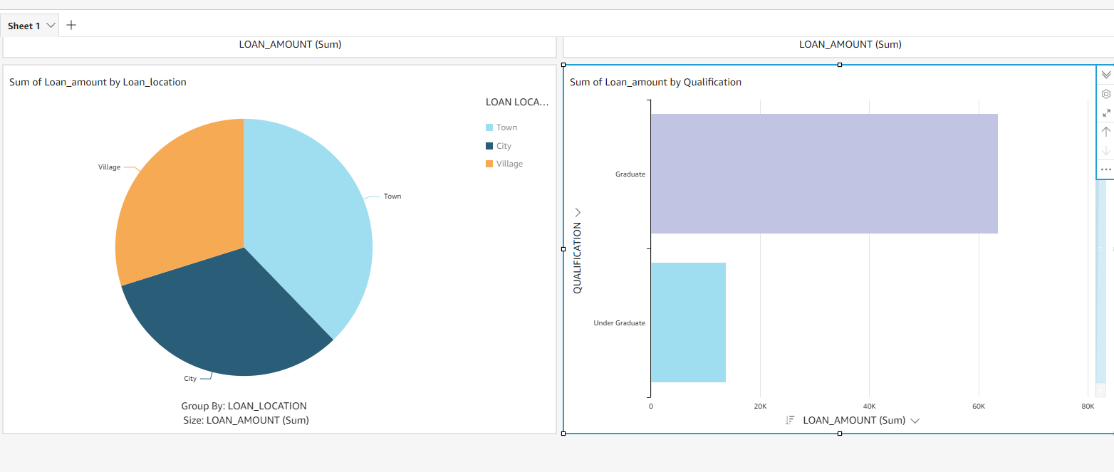 Sheet 1
LOAN_AMOUNT (Sum)
LOAN_AMOUNT (Sum)
Sum of Loan_amount by Loan_location
LOAN LOCA...
Town
City
Village
Village
Town
City
Group By: LOAN_LOCATION
Size: LOAN_AMOUNT (Sum)
Sum of Loan_amount by Qualification
QUALIFICATION
Graduate
Under Graduate
0
20K
40K
60K
80K
LOAN_AMOUNT (Sum)